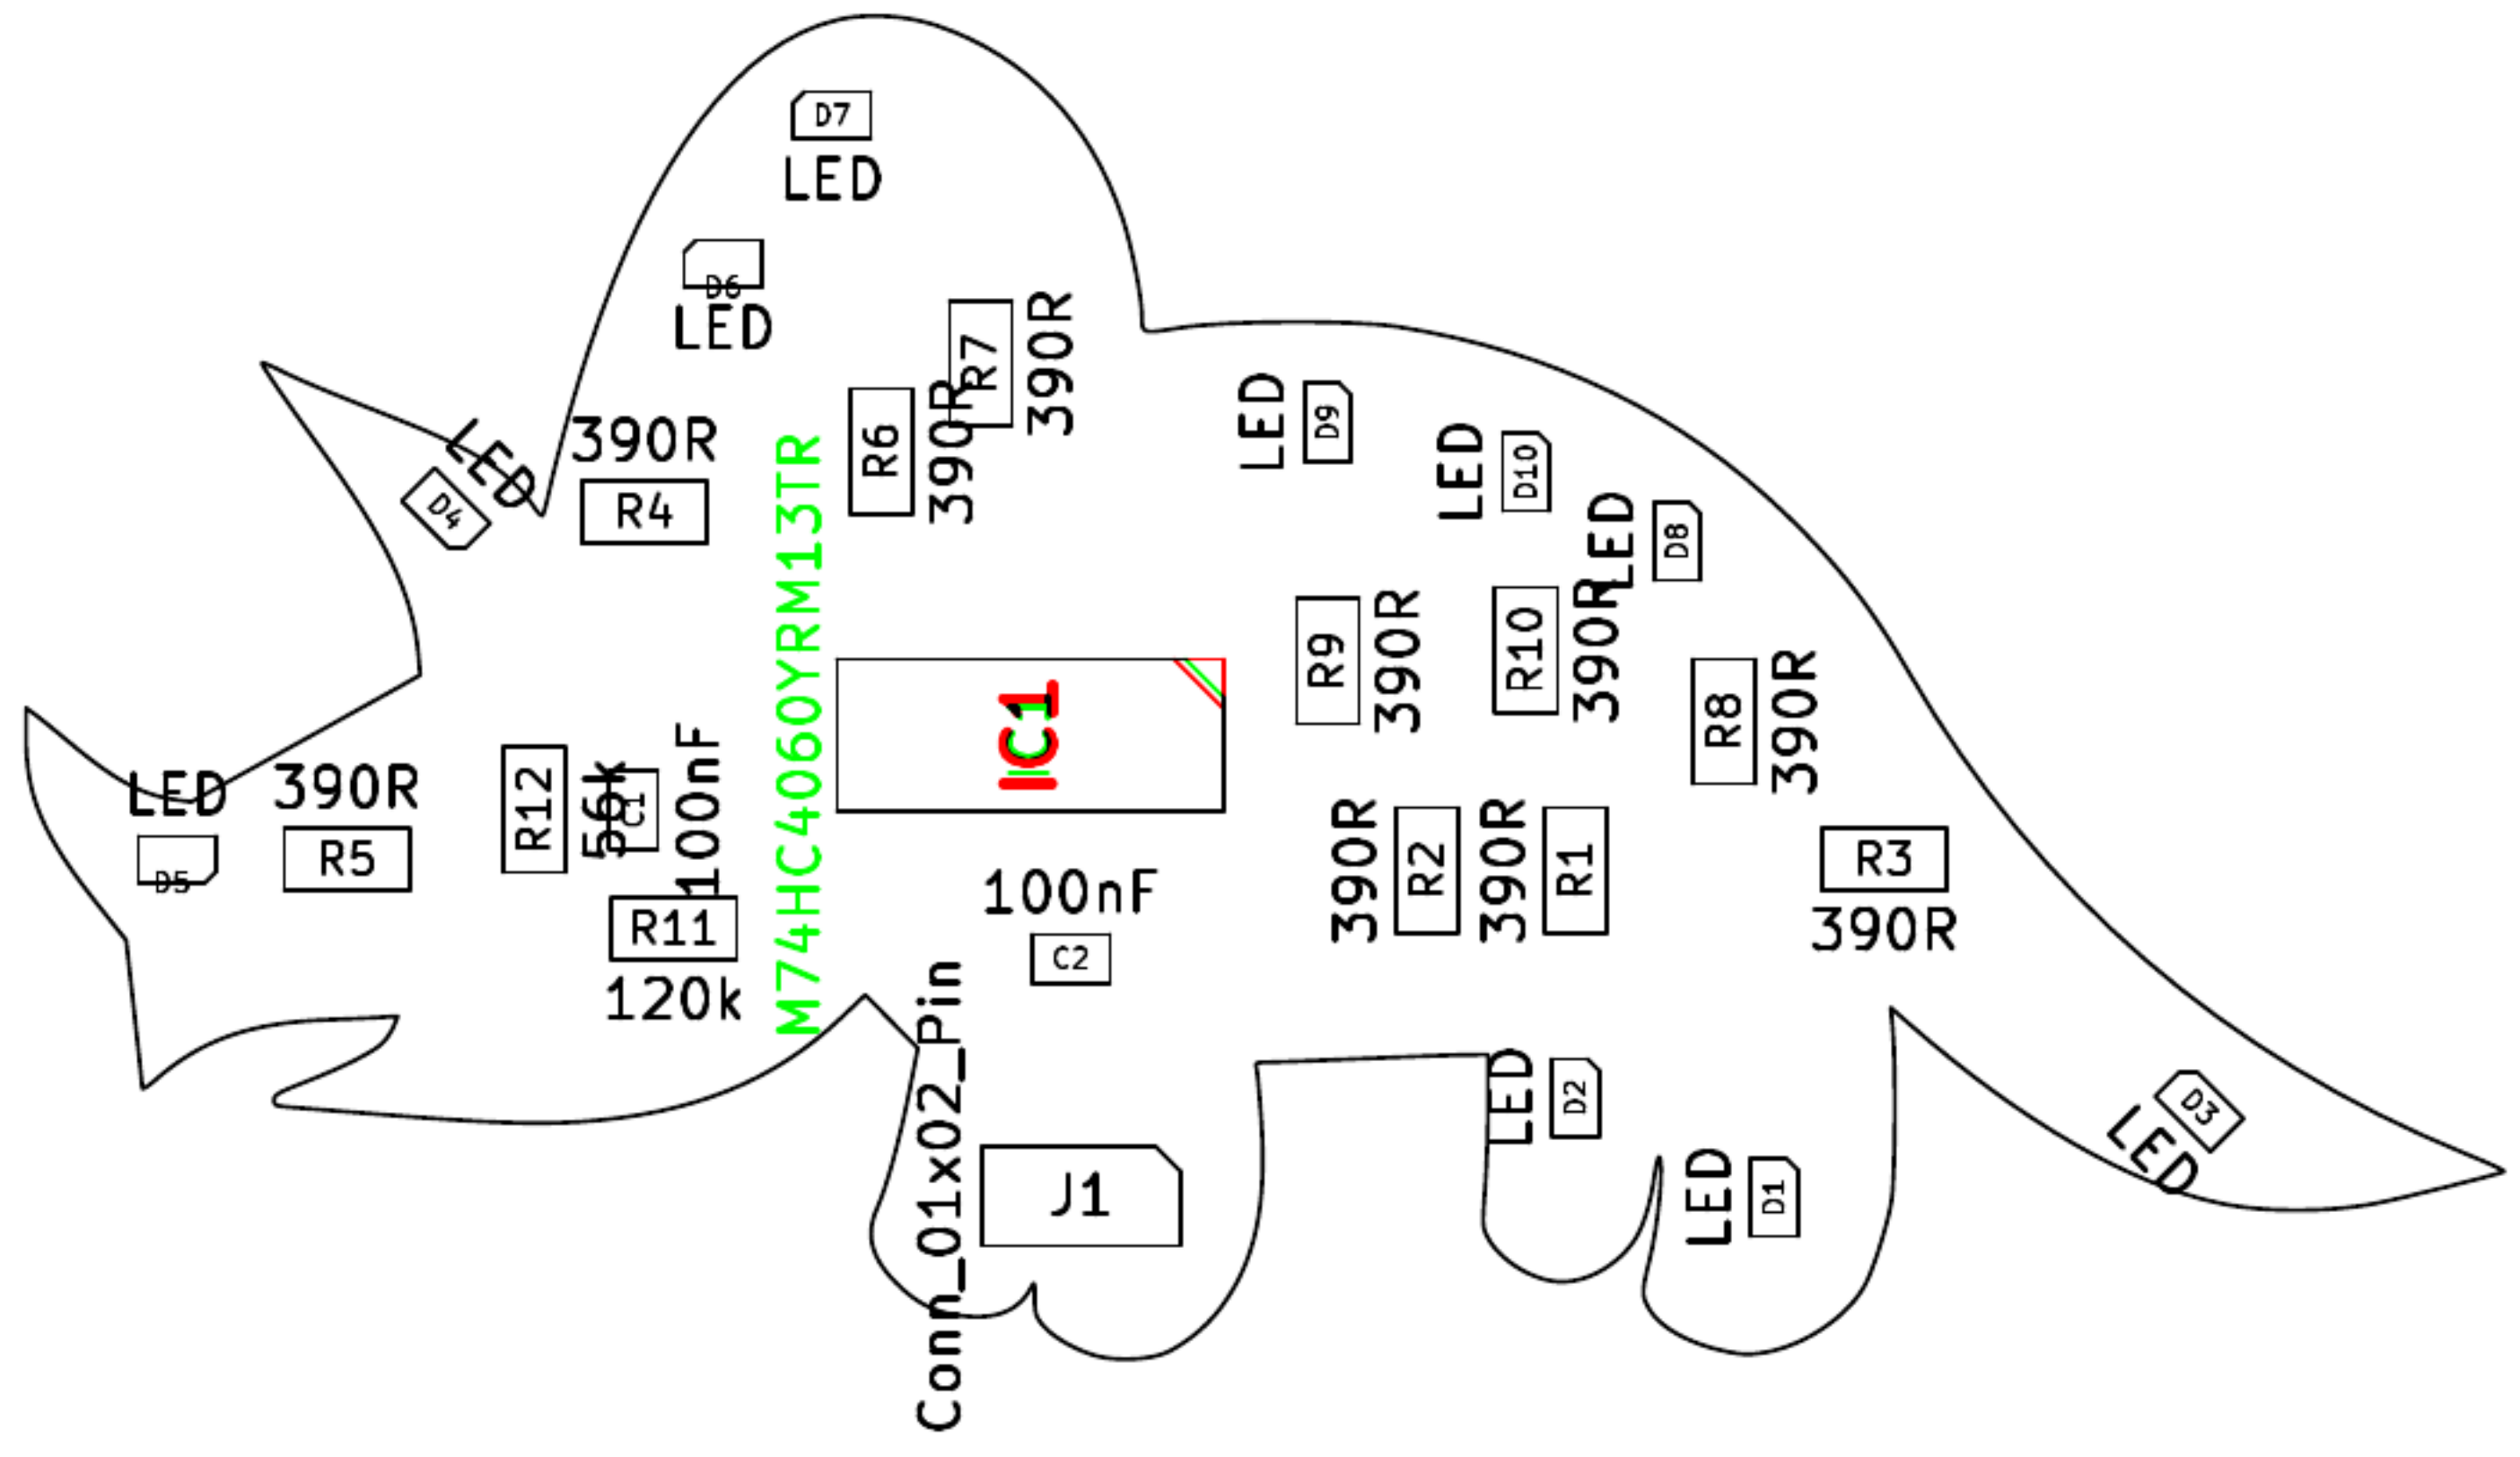 D7
LED
D6
LED
R7
390R
R6
390R
LED
D4
390R
R4
LED
D9
LED
D10
LED
D8
M74HC4060YRM13TR
IC1
R9
390R
R10
390R
R8
390R
LED
D5
390R
R5
R12
56k
C1
100nF
R11
120k
100nF
C2
390R
R2
390R
R1
R3
390R
Conn_01x02_Pin
J1
LED
D2
LED
D1
D3
LED